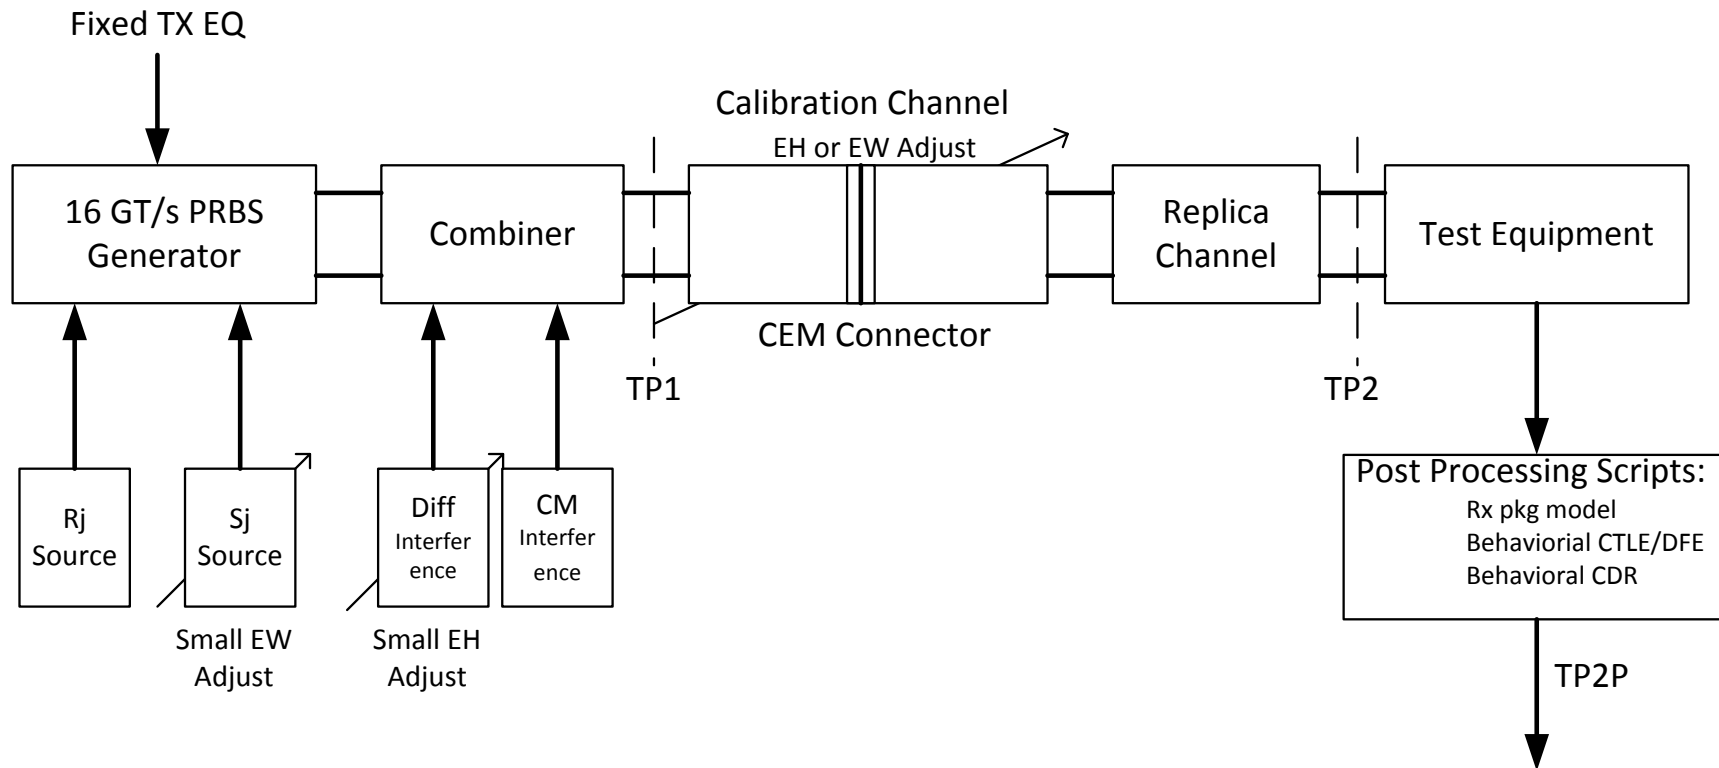 Fixed TX EQ
Calibration Channel
EH or EW Adjust
16 GT/s PRBS
Generator
Combiner
Replica
Channel
Test Equipment
CEM Connector
TP1
TP2
Rj
Source
Sj
Source
Diff
Interfer
ence
CM
Interfer
ence
Small EW
Adjust
Small EH
Adjust
Post Processing Scripts:
Rx pkg model
Behaviorial CTLE/DFE
Behavioral CDR
TP2P